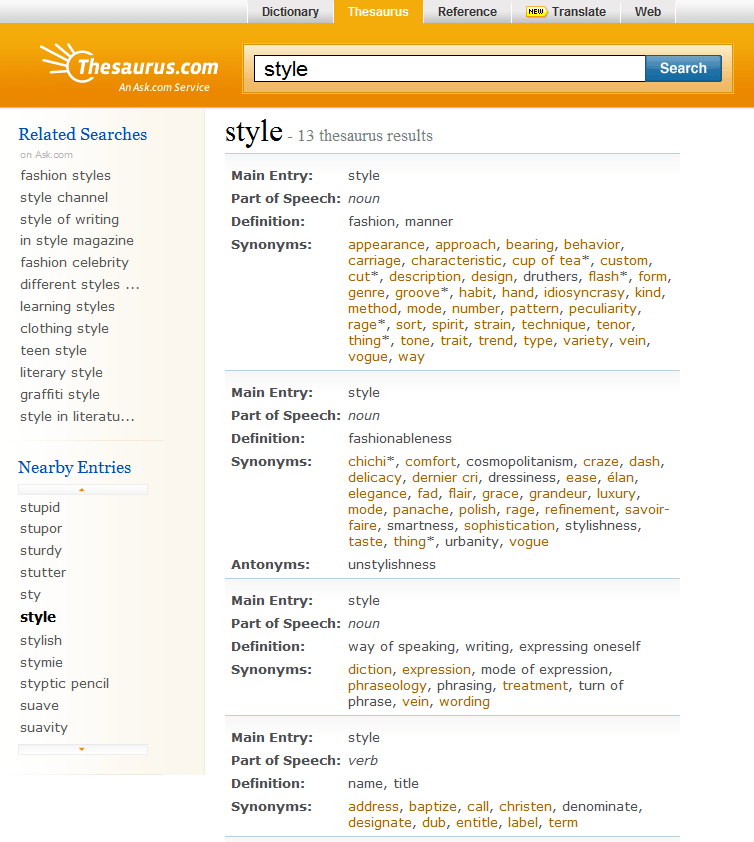 Dictionary Thesaurus Reference NEW Translate Web
Thesaurus.com
An Ask.com Service
style Search
Related Searches
on Ask.com
fashion styles
style channel
style of writing
in style magazine
fashion celebrity
different styles ...
learning styles
clothing style
teen style
literary style
graffiti style
style in literatu...
Nearby Entries
stupid
stupor
sturdy
stutter
sty
style
stylish
stymie
styptic pencil
suave
suavity
style - 13 thesaurus results
Main Entry: style
Part of Speech: noun
Definition: fashion, manner
Synonyms: appearance, approach, bearing, behavior,
carriage, characteristic, cup of tea*, custom,
cut*, description, design, druthers, flash*, form,
genre, groove*, habit, hand, idiosyncrasy, kind,
method, mode, number, pattern, peculiarity,
rage*, sort, spirit, strain, technique, tenor,
thing*, tone, trait, trend, type, variety, vein,
vogue, way
Main Entry: style
Part of Speech: noun
Definition: fashionableness
Synonyms: chichi*, comfort, cosmopolitanism, craze, dash,
delicacy, dernier cri, dressiness, ease, élan,
elegance, fad, flair, grace, grandeur, luxury,
mode, panache, polish, rage, refinement, savoir-
faire, smartness, sophistication, stylishness,
taste, thing*, urbanity, vogue
Antonyms: unstylishness
Main Entry: style
Part of Speech: noun
Definition: way of speaking, writing, expressing oneself
Synonyms: diction, expression, mode of expression,
phraseology, phrasing, treatment, turn of
phrase, vein, wording
Main Entry: style
Part of Speech: verb
Definition: name, title
Synonyms: address, baptize, call, christen, denominate,
designate, dub, entitle, label, term